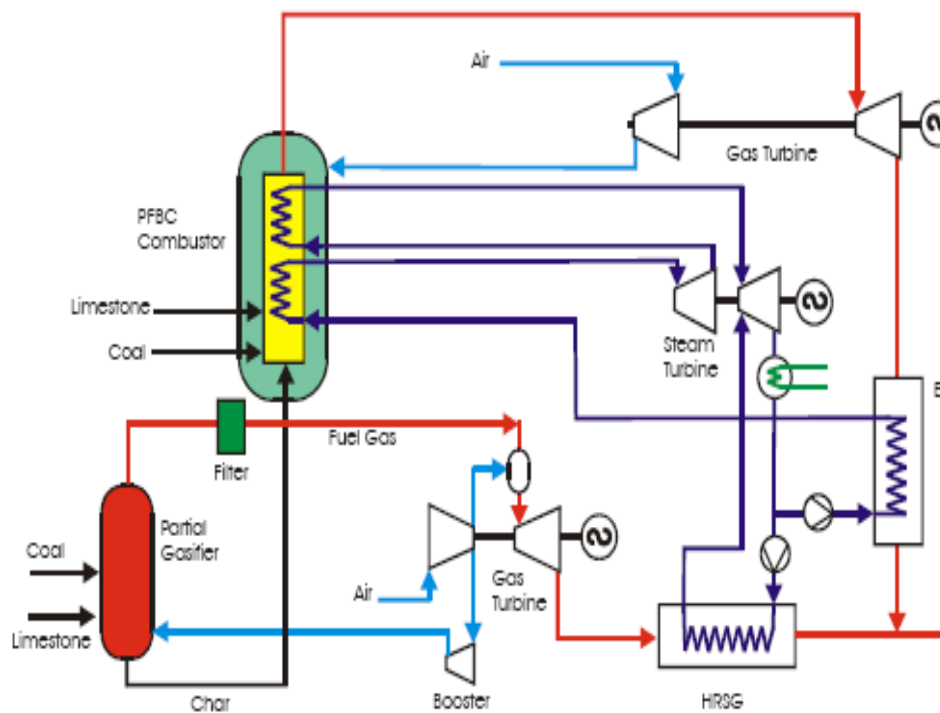 Air
Gas Turbine
PFBC
Combustor
Limestone
Coal
Steam
Turbine
E
Fuel Gas
Filter
Partial
Gasifier
Coal
Limestone
Air
Gas
Turbine
Char
Booster
HRSG